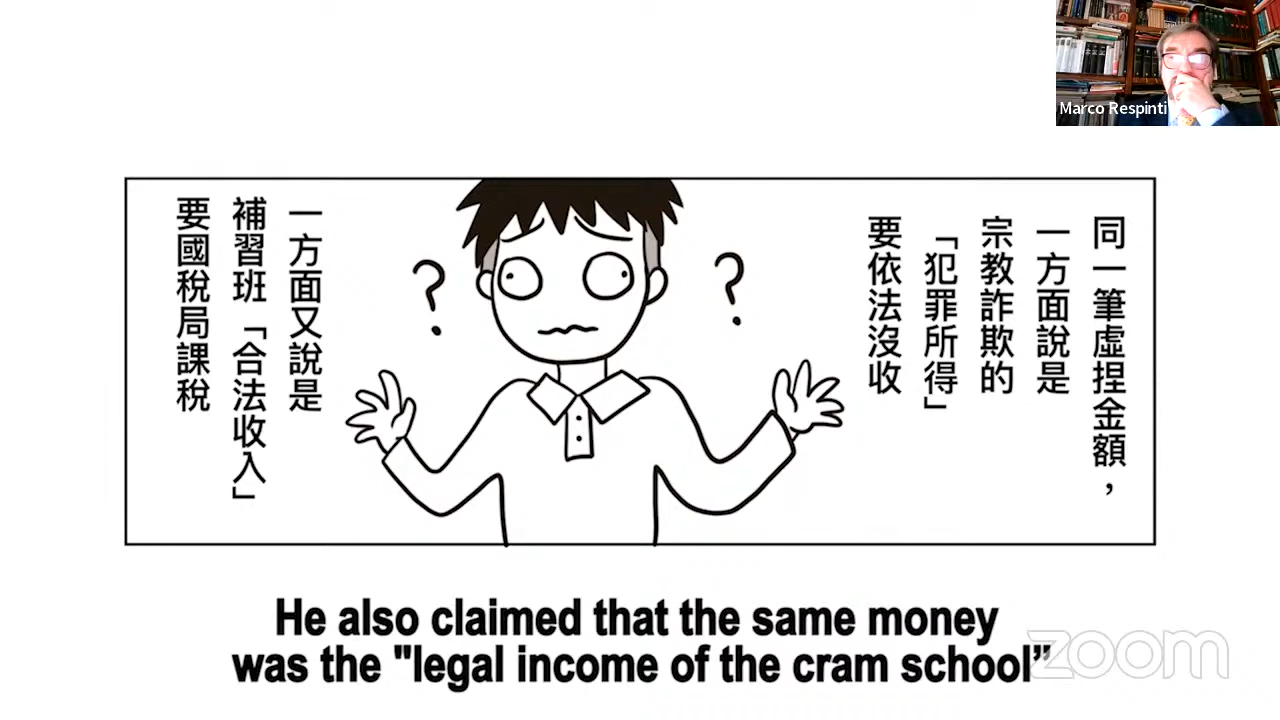 Marco Respinti
同一筆虛捏金額，
一方面說是
宗教詐欺的
「犯罪所得」
要依法沒收
一方面又說是
補習班「合法收入」
要國稅局課稅
?
?
He also claimed that the same money
was the "legal income of the cram school”
zoom